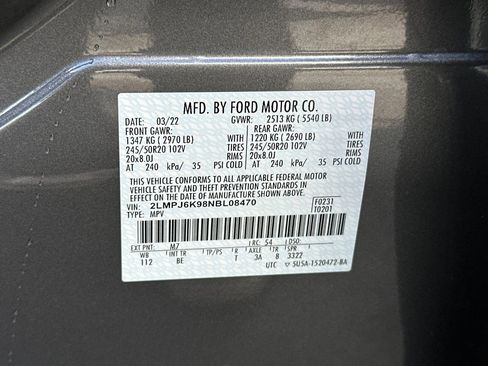 MFD. BY FORD MOTOR CO.
DATE: 03/22 GVWR: 2513 KG ( 5540 LB)
FRONT GAWR: REAR GAWR:
1347 KG ( 2970 LB) WITH 1220 KG ( 2690 LB) WITH
245/50R20 102V TIRES 245/50R20 102V TIRES
20x8.0J RIMS 20x8.0J RIMS
AT 240 kPa/ 35 PSI COLD AT 240 kPa/ 35 PSI COLD
THIS VEHICLE CONFORMS TO ALL APPLICABLE FEDERAL MOTOR
VEHICLE SAFETY AND THEFT PREVENTION STANDARDS IN
EFFECT ON THE DATE OF MANUFACTURE SHOWN ABOVE.
VIN: 2LMPJ6K98NBL08470 F0231
TYPE: MPV T0201
EXT PNT: M7 RC: 54 DSO:
WB INT TR TP/PS R AXLE TR SPR
112 BE T 3A 8 3322
UTC ▽ 5U5A-1520472-BA